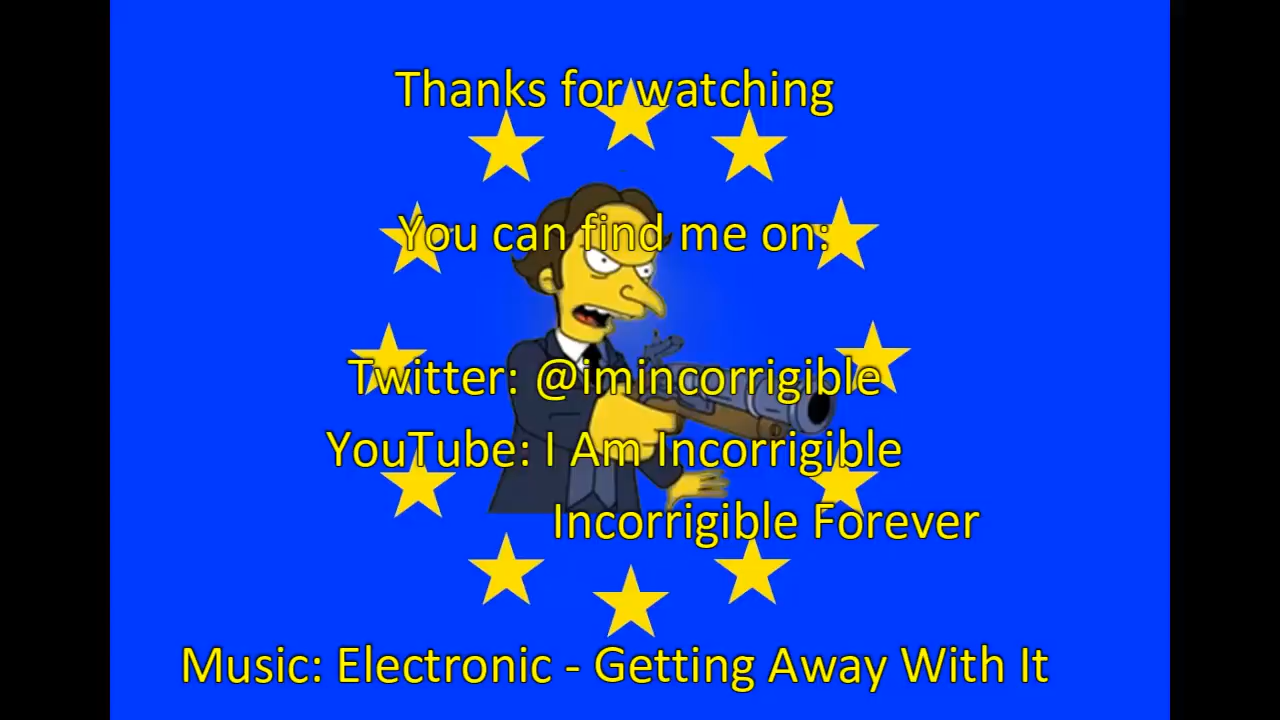 Thanks for watching
You can find me on:
Twitter: @imincorrigible
YouTube: I Am Incorrigible
Incorrigible Forever
Music: Electronic - Getting Away With It